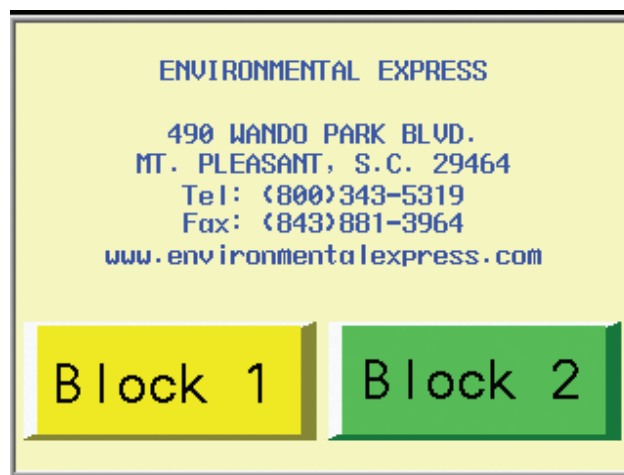 ENVIRONMENTAL EXPRESS
490 WANDO PARK BLVD.
MT. PLEASANT, S.C. 29464
Tel: (800)343-5319
Fax: (843)881-3964
www.environmentalexpress.com
Block 1
Block 2